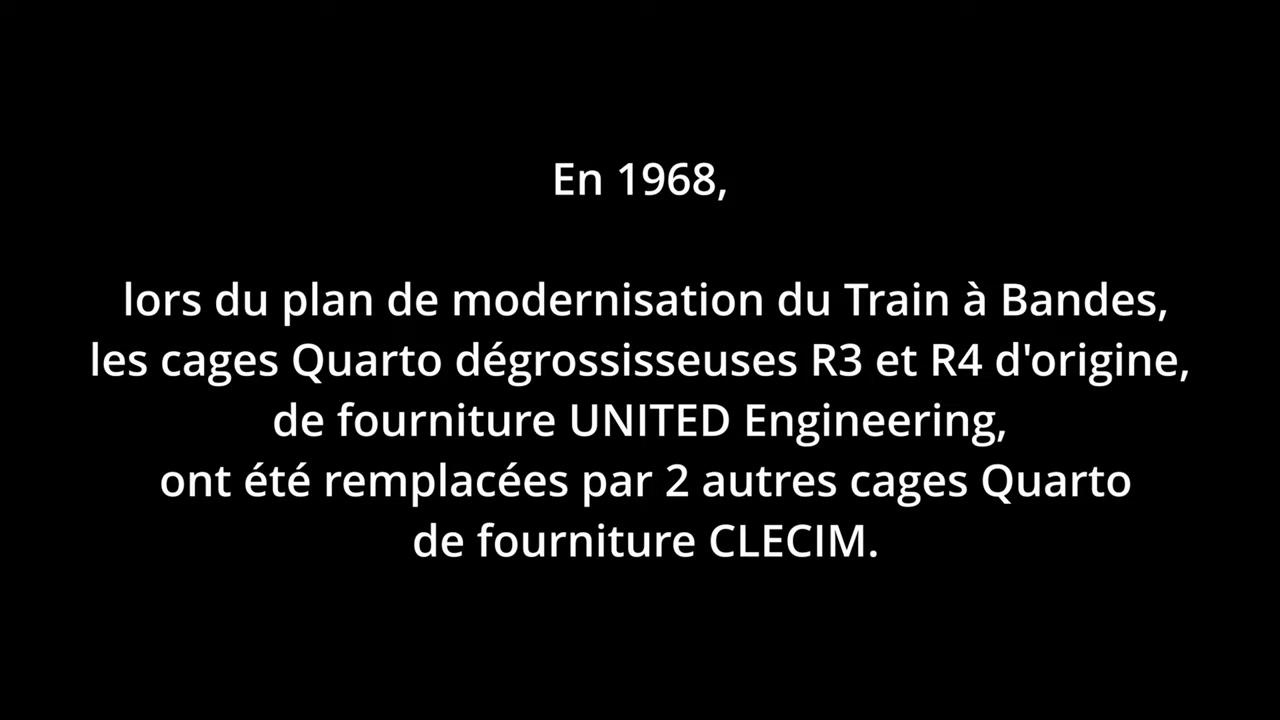 En 1968,
lors du plan de modernisation du Train à Bandes,
les cages Quarto dégrossisseuses R3 et R4 d'origine,
de fourniture UNITED Engineering,
ont été remplacées par 2 autres cages Quarto
de fourniture CLECIM.